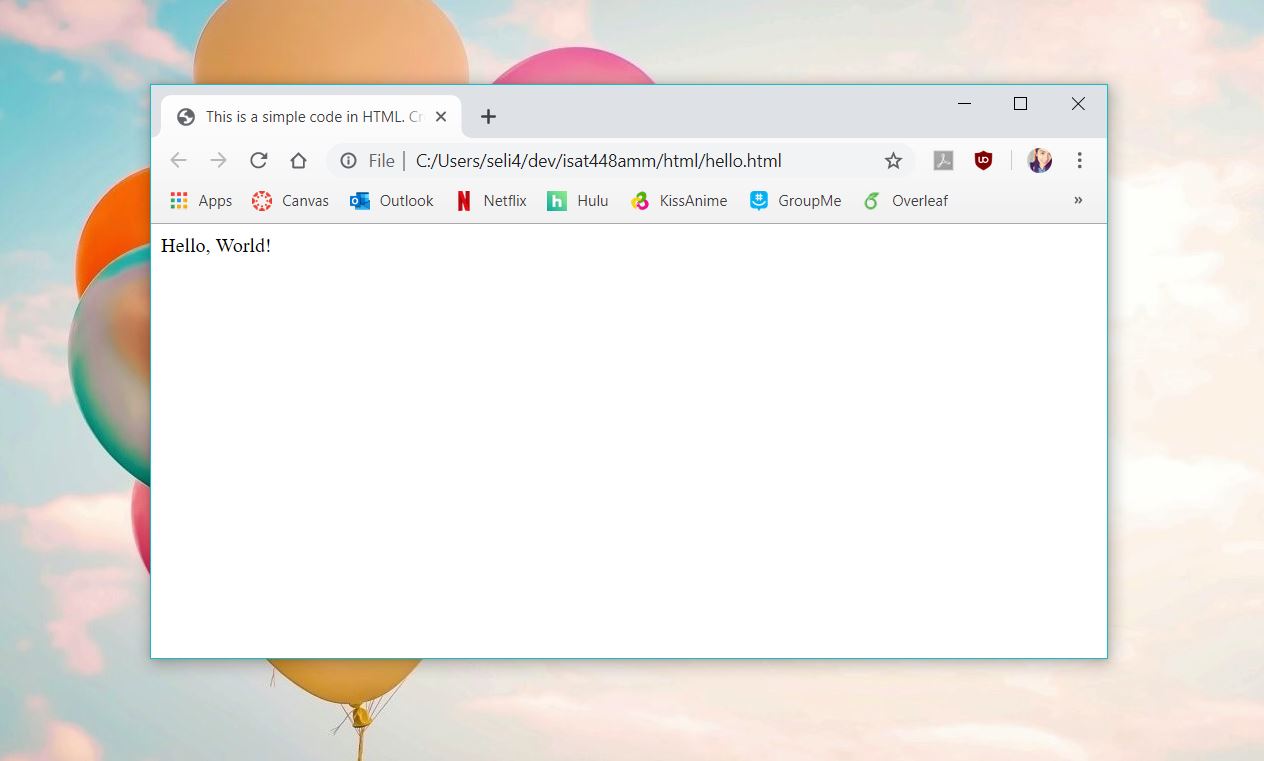 This is a simple code in HTML.
File | C:/Users/seli4/dev/isat448amm/html/hello.html
Apps Canvas Outlook Netflix Hulu KissAnime GroupMe Overleaf »
Hello, World!